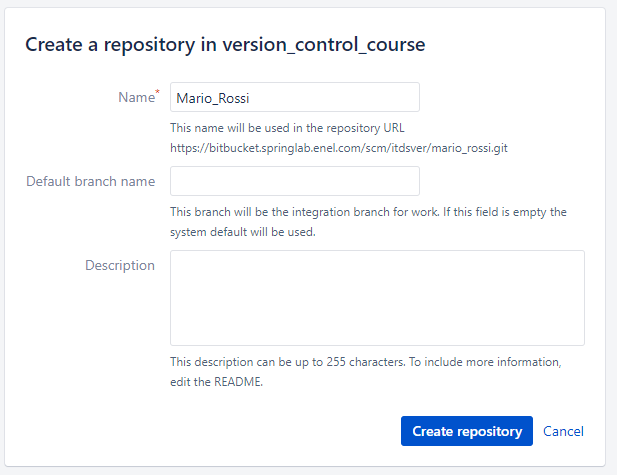 Create a repository in version_control_course
Name*
Mario_Rossi
This name will be used in the repository URL
https://bitbucket.springlab.enel.com/scm/itdsver/mario_rossi.git
Default branch name
This branch will be the integration branch for work. If this field is empty the
system default will be used.
Description
This description can be up to 255 characters. To include more information,
edit the README.
Create repository Cancel